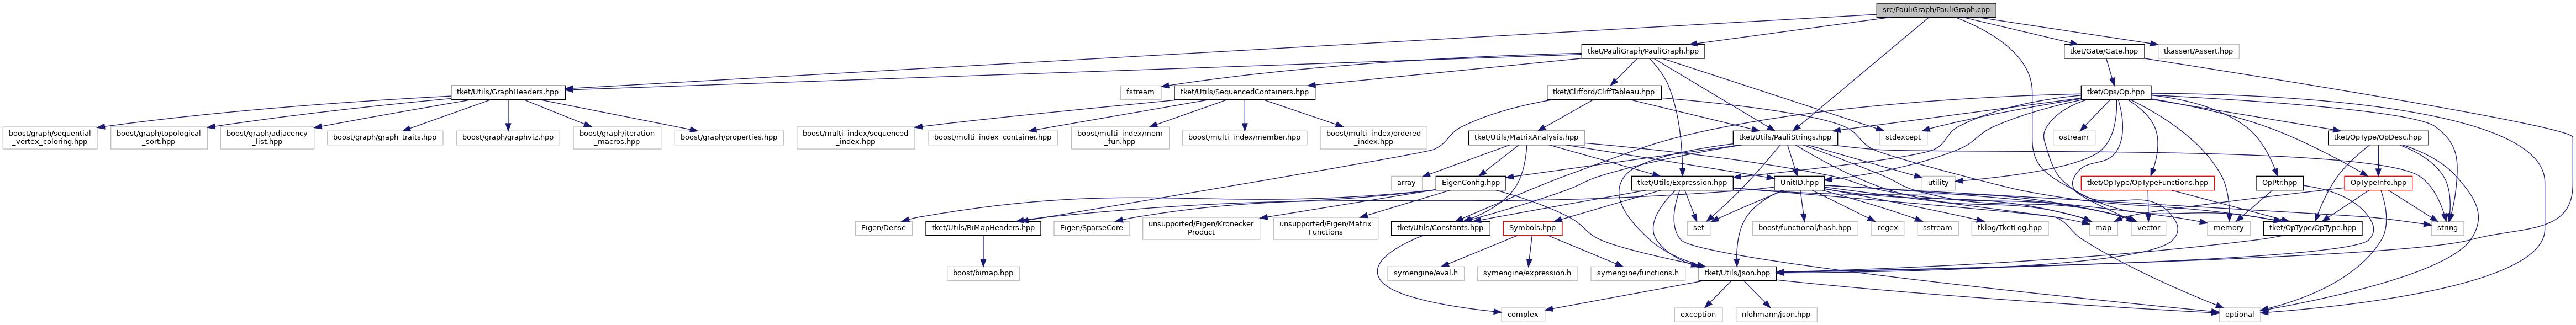 src/PauliGraph/PauliGraph.cpp
tket/PauliGraph/PauliGraph.hpp
tket/Gate/Gate.hpp
tkassert/Assert.hpp
tket/Utils/GraphHeaders.hpp
fstream
tket/Utils/SequencedContainers.hpp
tket/Clifford/CliffTableau.hpp
tket/Ops/Op.hpp
boost/graph/sequential
_vertex_coloring.hpp
boost/graph/topological
_sort.hpp
boost/graph/adjacency
_list.hpp
boost/graph/graph_traits.hpp
boost/graph/graphviz.hpp
boost/graph/iteration
_macros.hpp
boost/graph/properties.hpp
boost/multi_index/sequenced
_index.hpp
boost/multi_index_container.hpp
boost/multi_index/mem
_fun.hpp
boost/multi_index/member.hpp
boost/multi_index/ordered
_index.hpp
tket/Utils/MatrixAnalysis.hpp
tket/Utils/PauliStrings.hpp
stdexcept
ostream
tket/OpType/OpDesc.hpp
array
EigenConfig.hpp
tket/Utils/Expression.hpp
UnitID.hpp
utility
tket/OpType/OpTypeFunctions.hpp
OpPtr.hpp
OpTypeInfo.hpp
Eigen/Dense
tket/Utils/BiMapHeaders.hpp
Eigen/SparseCore
unsupported/Eigen/Kronecker
Product
unsupported/Eigen/Matrix
Functions
tket/Utils/Constants.hpp
Symbols.hpp
set
boost/functional/hash.hpp
regex
sstream
tklog/TketLog.hpp
map
vector
memory
tket/OpType/OpType.hpp
string
boost/bimap.hpp
symengine/eval.h
symengine/expression.h
symengine/functions.h
tket/Utils/Json.hpp
complex
exception
nlohmann/json.hpp
optional